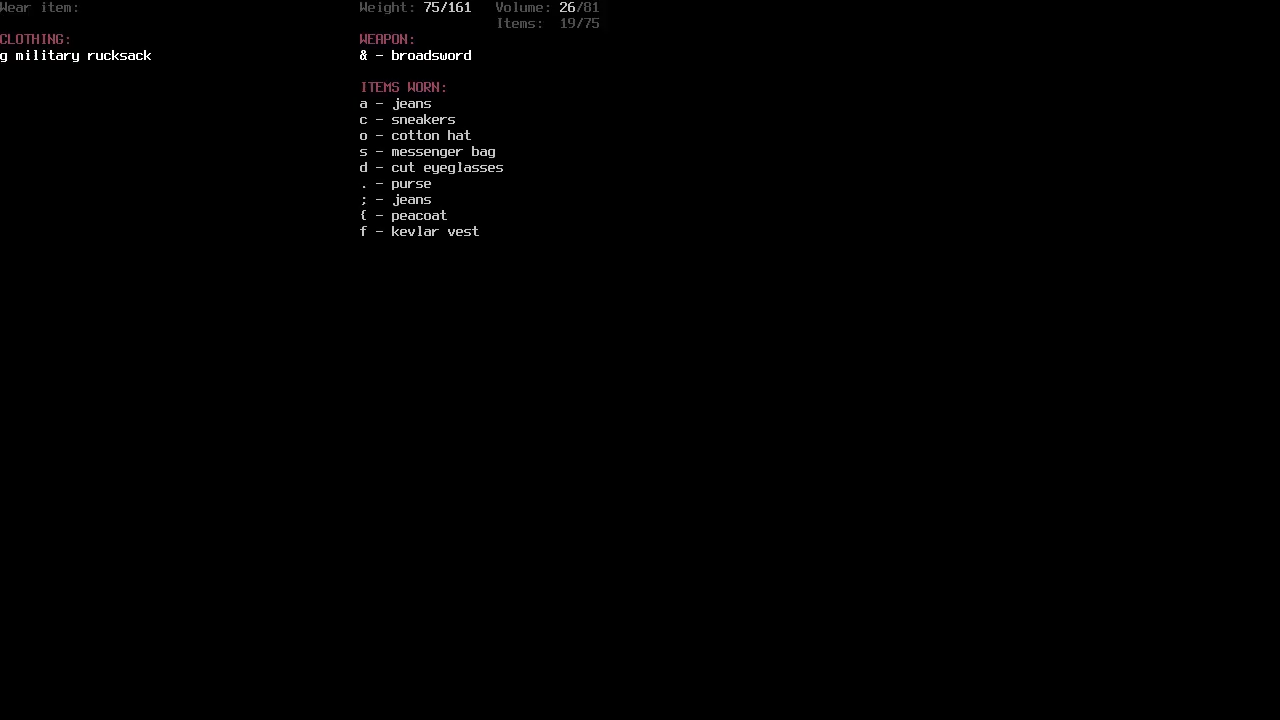 Wear item: Weight: 75/161 Volume: 26/81
Items: 19/75
CLOTHING: WEAPON:
g military rucksack & - broadsword
ITEMS WORN:
a - jeans
c - sneakers
o - cotton hat
s - messenger bag
d - cut eyeglasses
. - purse
; - jeans
{ - peacoat
f - kevlar vest